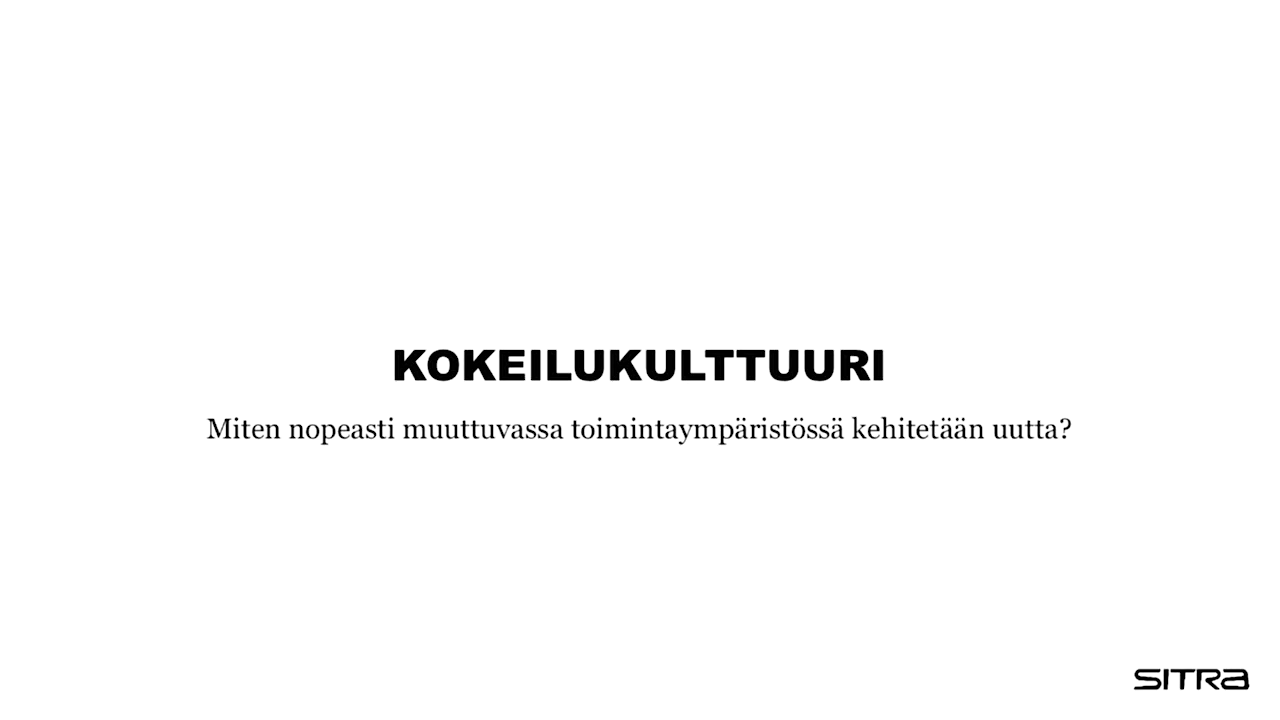 KOKEILUKULTTUURI
Miten nopeasti muuttuvassa toimintaympäristössä kehitetään uutta?
SITRA